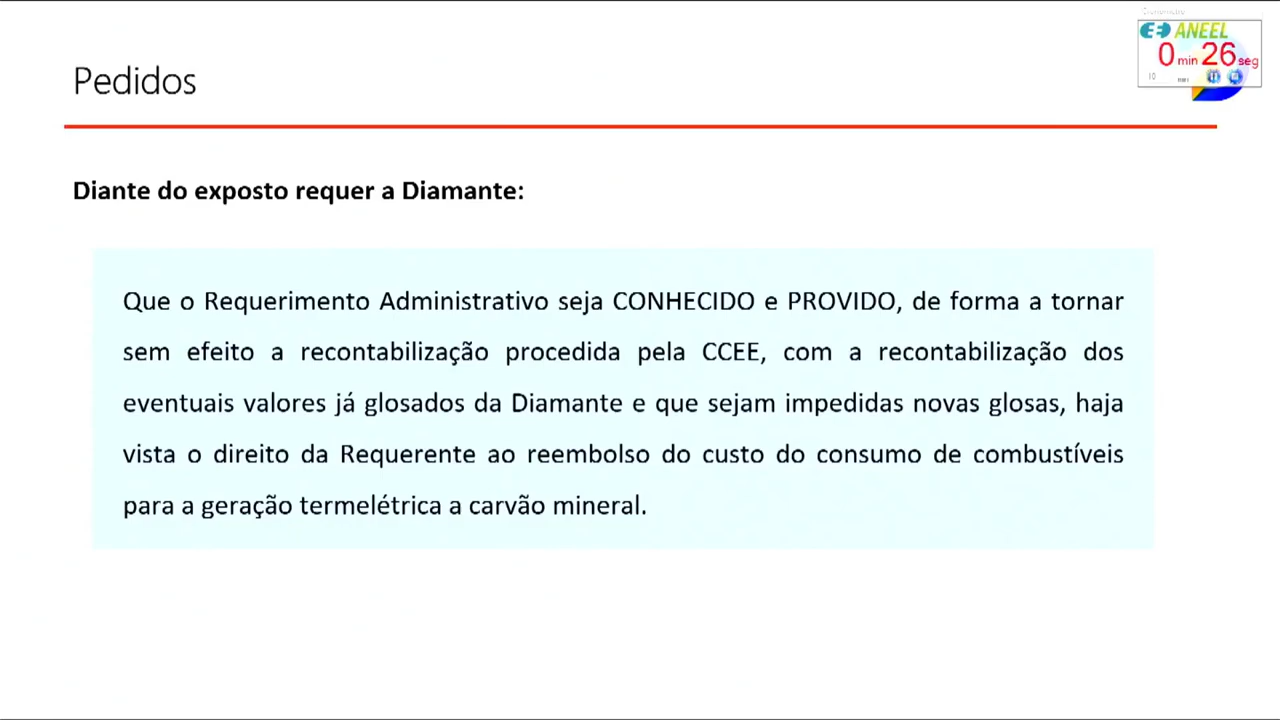 Cronômetro
ANEEL
0 min 26 seg
10
min
Pedidos
Diante do exposto requer a Diamante:
Que o Requerimento Administrativo seja CONHECIDO e PROVIDO, de forma a tornar
sem efeito a recontabilização procedida pela CCEE, com a recontabilização dos
eventuais valores já glosados da Diamante e que sejam impedidas novas glosas, haja
vista o direito da Requerente ao reembolso do custo do consumo de combustíveis
para a geração termelétrica a carvão mineral.